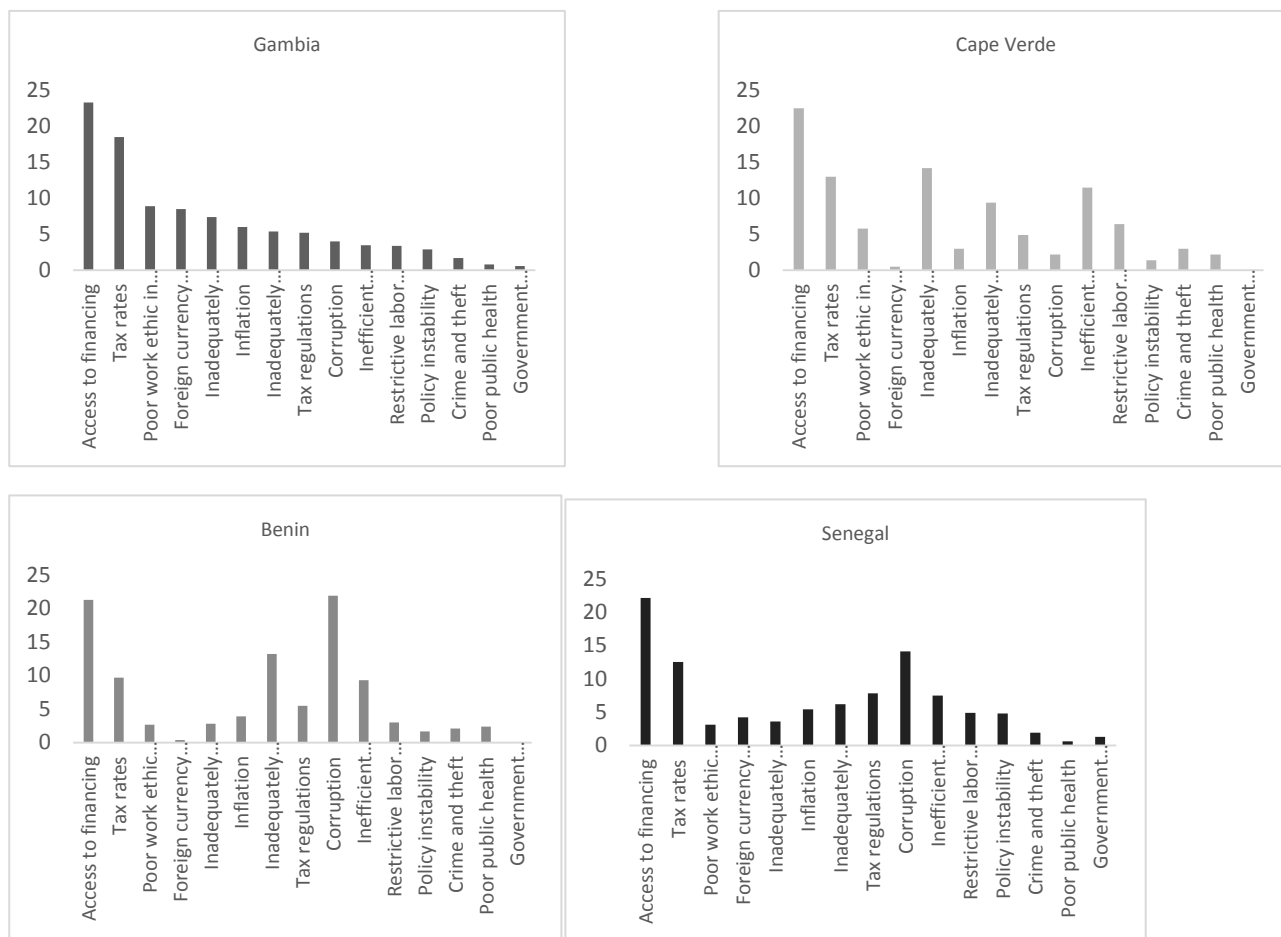 Gambia
25
20
15
10
5
0
Access to financing
Tax rates
Poor work ethic in…
Foreign currency…
Inadequately…
Inflation
Inadequately…
Tax regulations
Corruption
Inefficient…
Restrictive labor…
Policy instability
Crime and theft
Poor public health
Government…
Cape Verde
25
20
15
10
5
0
Access to financing
Tax rates
Poor work ethic in…
Foreign currency…
Inadequately…
Inflation
Inadequately…
Tax regulations
Corruption
Inefficient…
Restrictive labor…
Policy instability
Crime and theft
Poor public health
Government…
Benin
25
20
15
10
5
0
Access to financing
Tax rates
Poor work ethic…
Foreign currency…
Inadequately…
Inflation
Inadequately…
Tax regulations
Corruption
Inefficient…
Restrictive labor…
Policy instability
Crime and theft
Poor public health
Government…
Senegal
25
20
15
10
5
0
Access to financing
Tax rates
Poor work ethic…
Foreign currency…
Inadequately…
Inflation
Inadequately…
Tax regulations
Corruption
Inefficient…
Restrictive labor…
Policy instability
Crime and theft
Poor public health
Government…